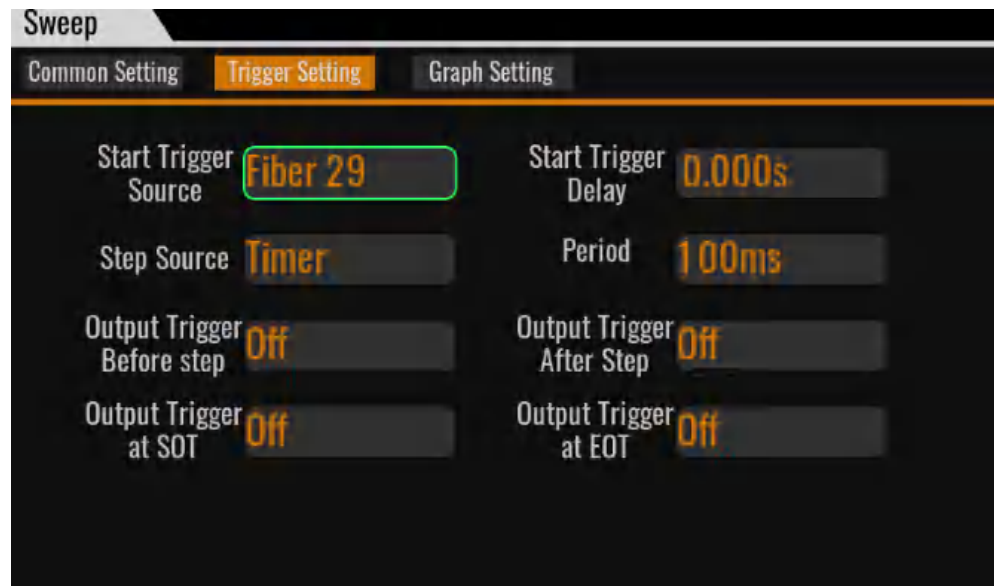 Sweep
Common Setting Trigger Setting Graph Setting
Start Trigger Source Fiber 29 Start Trigger Delay 0.000s
Step Source Timer Period 100ms
Output Trigger Before step Off Output Trigger After Step Off
Output Trigger at SOT Off Output Trigger at EOT Off